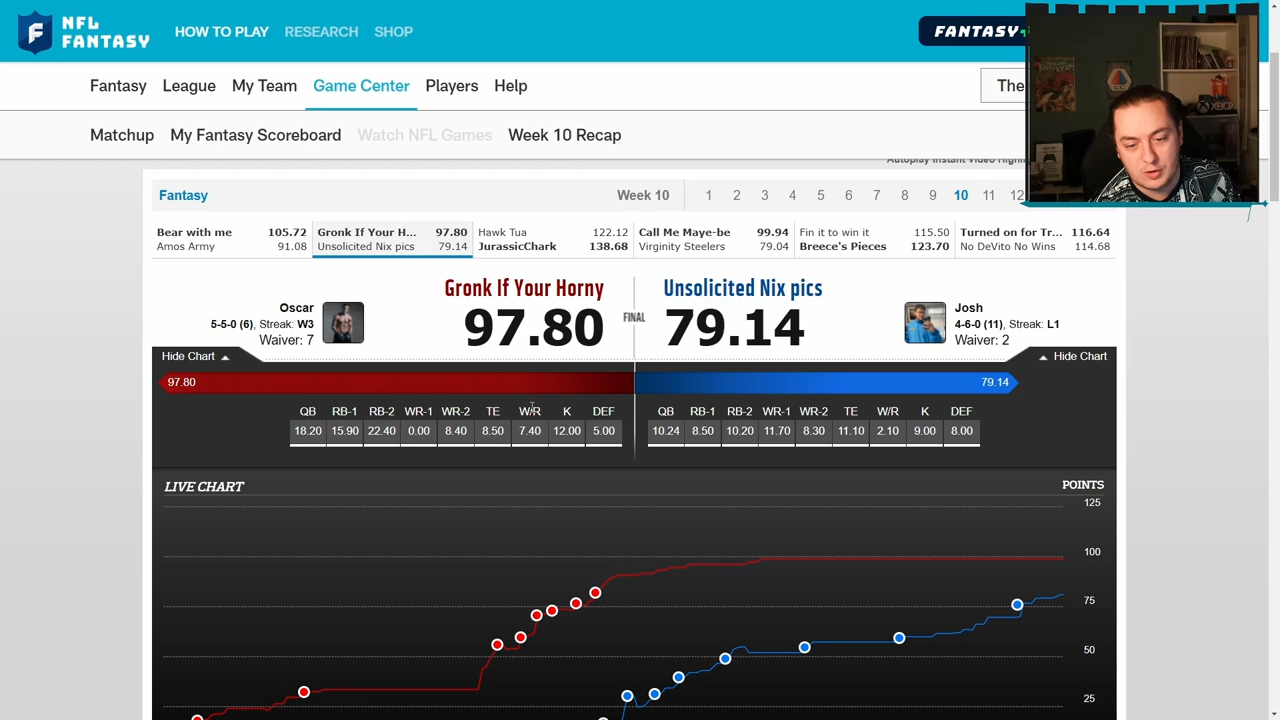 NFL
FANTASY
HOW TO PLAY RESEARCH SHOP
FANTASY+
Fantasy League My Team Game Center Players Help
The
Matchup My Fantasy Scoreboard Watch NFL Games Week 10 Recap
Autoplay Instant Video Highli
Fantasy
Week 10 1 2 3 4 5 6 7 8 9 10 11 12
Bear with me 105.72
Amos Army 91.08
Gronk If Your H... 97.80
Unsolicited Nix pics 79.14
Hawk Tua 122.12
JurassicChark 138.68
Call Me Maye-be 99.94
Virginity Steelers 79.04
Fin it to win it 115.50
Breece's Pieces 123.70
Turned on for Tr... 116.64
No DeVito No Wins 114.68
Gronk If Your Horny
97.80
Oscar
5-5-0 (6), Streak: W3
Waiver: 7
FINAL
Unsolicited Nix pics
79.14
Josh
4-6-0 (11), Streak: L1
Waiver: 2
Hide Chart
Hide Chart
97.80 79.14
QB RB-1 RB-2 WR-1 WR-2 TE W/R K DEF
18.20 15.90 22.40 0.00 8.40 8.50 7.40 12.00 5.00
QB RB-1 RB-2 WR-1 WR-2 TE W/R K DEF
10.24 8.50 10.20 11.70 8.30 11.10 2.10 9.00 8.00
LIVE CHART POINTS
125
100
75
50
25
XBOX